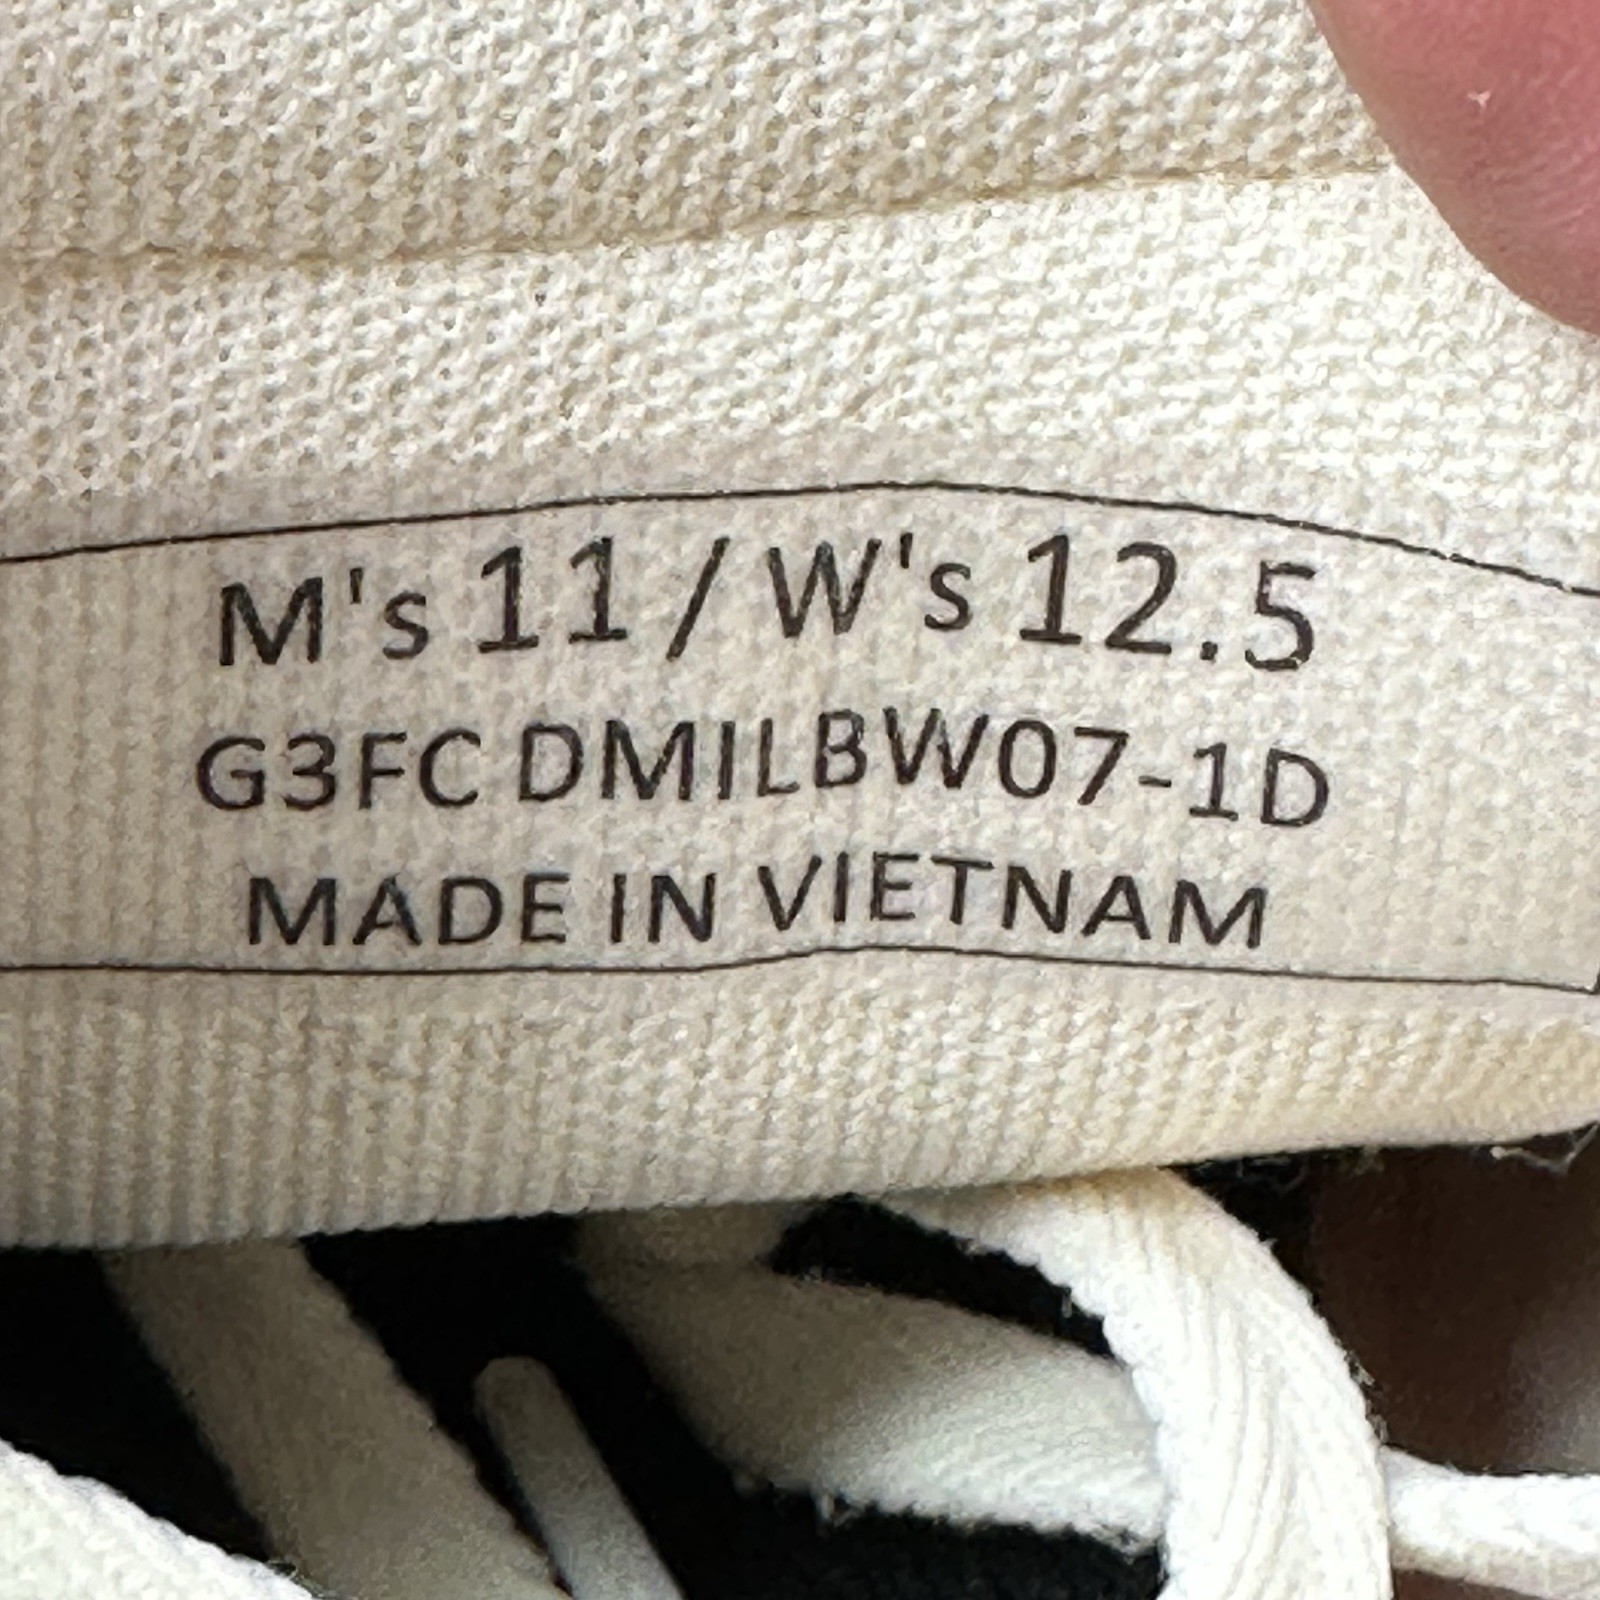 M's 11 / W's 12.5
G3FC DMILBW07-1D
MADE IN VIETNAM